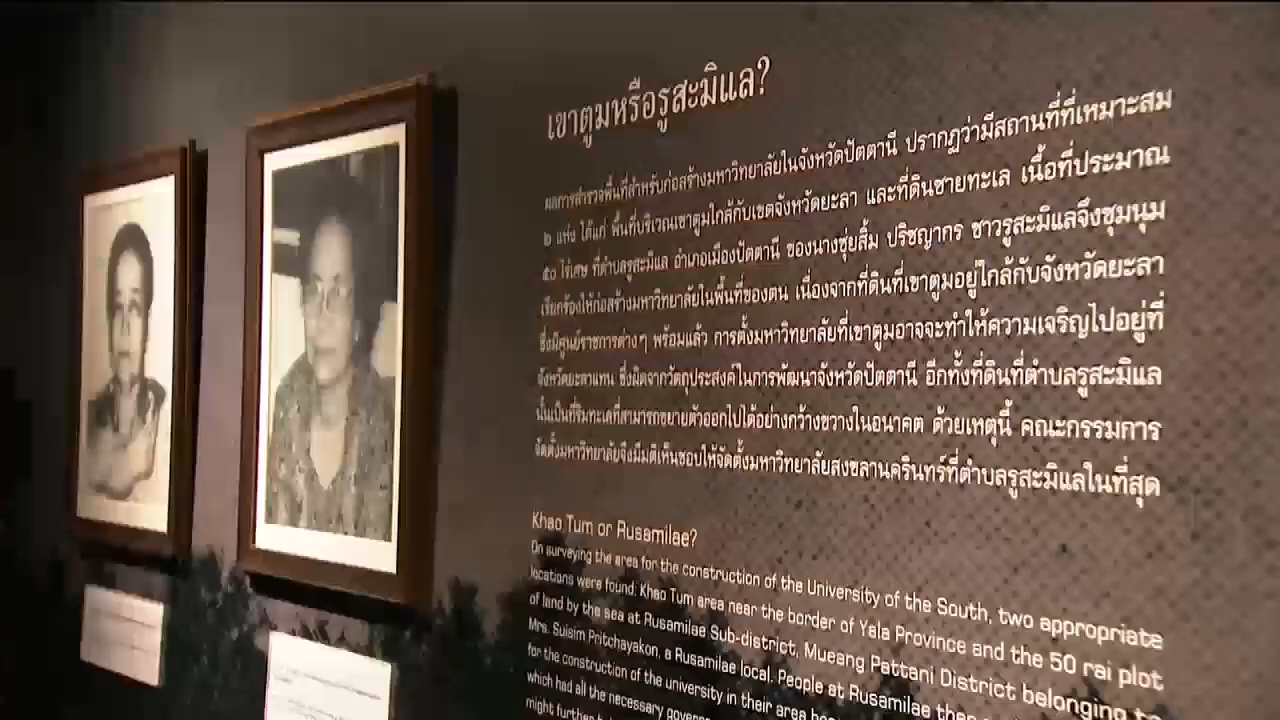 เขาตูมหรือรูสะมิแล?
ผลการสำรวจพื้นที่สำหรับก่อสร้างมหาวิทยาลัยในจังหวัดปัตตานี ปรากฏว่ามีสถานที่ที่เหมาะสม
๒ แห่ง ได้แก่ พื้นที่บริเวณเขาตูมใกล้กับเขตจังหวัดยะลา และที่ดินชายทะเล เนื้อที่ประมาณ
๕๐ ไร่เศษ ที่ตำบลรูสะมิแล อำเภอเมืองปัตตานี ของนางซุ่ยสิ้ม ปริชญากร ชาวรูสะมิแลจึงชุมนุม
เรียกร้องให้ก่อสร้างมหาวิทยาลัยในพื้นที่ของตน เนื่องจากที่ดินที่เขาตูมอยู่ใกล้กับจังหวัดยะลา
ซึ่งมีศูนย์ราชการต่างๆ พร้อมแล้ว การตั้งมหาวิทยาลัยที่เขาตูมอาจจะทำให้ความเจริญไปอยู่ที่
จังหวัดยะลาแทน ซึ่งผิดจากวัตถุประสงค์ในการพัฒนาจังหวัดปัตตานี อีกทั้งที่ดินที่ตำบลรูสะมิแล
นั้นเป็นที่ริมทะเลที่สามารถขยายตัวออกไปได้อย่างกว้างขวางในอนาคต ด้วยเหตุนี้ คณะกรรมการ
จัดตั้งมหาวิทยาลัยจึงมีมติเห็นชอบให้จัดตั้งมหาวิทยาลัยสงขลานครินทร์ที่ตำบลรูสะมิแลในที่สุด
Khao Tum or Rusamilae?
On surveying the area for the construction of the University of the South, two appropriate
locations were found: Khao Tum area near the border of Yala Province and the 50 rai plot
of land by the sea at Rusamilae Sub-district, Mueang Pattani District belonging to
Mrs. Suisim Pritchayakon, a Rusamilae local. People at Rusamilae then
for the construction of the university in their area
which had all the necessary
might further